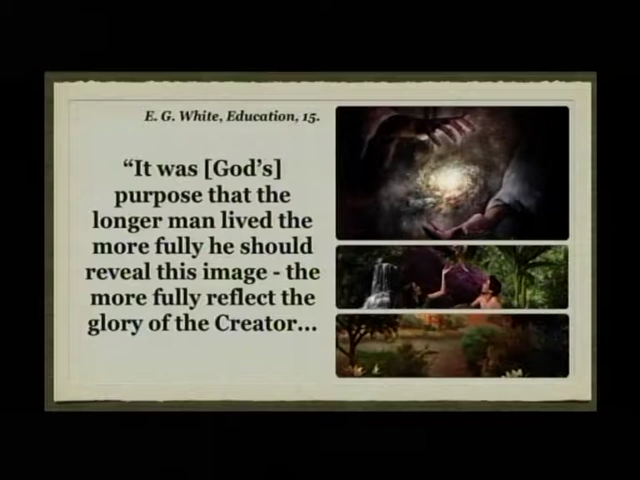 E. G. White, Education, 15.
“It was [God’s]
purpose that the
longer man lived the
more fully he should
reveal this image - the
more fully reflect the
glory of the Creator...